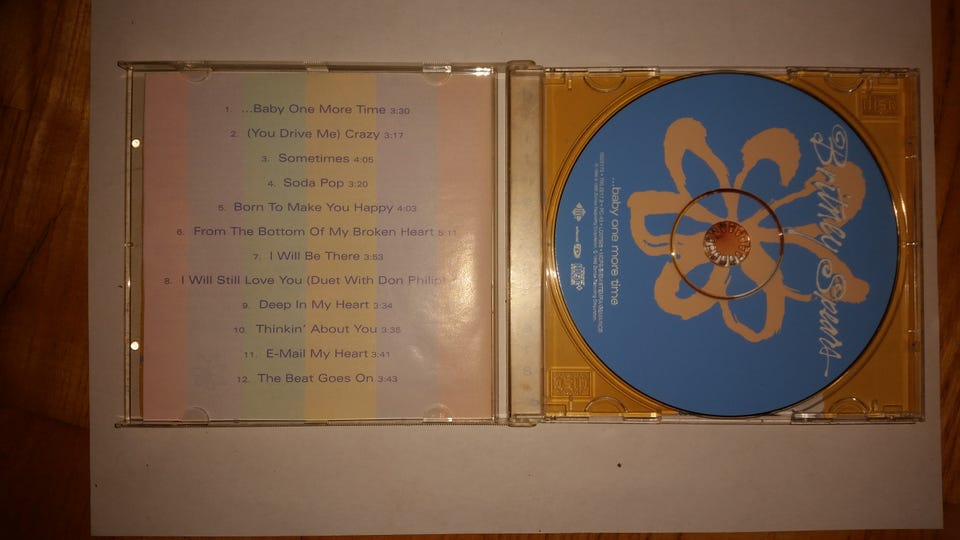 1. ...Baby One More Time 3:30
2. (You Drive Me) Crazy 3:17
3. Sometimes 4:05
4. Soda Pop 3:20
5. Born To Make You Happy 4:03
6. From The Bottom Of My Broken Heart 5:11
7. I Will Be There 3:53
8. I Will Still Love You (Duet With Don Philip)
9. Deep In My Heart 3:34
10. Thinkin' About You 3:35
11. E-Mail My Heart 3:41
12. The Beat Goes On 3:43
Britney Spears
...baby one more time